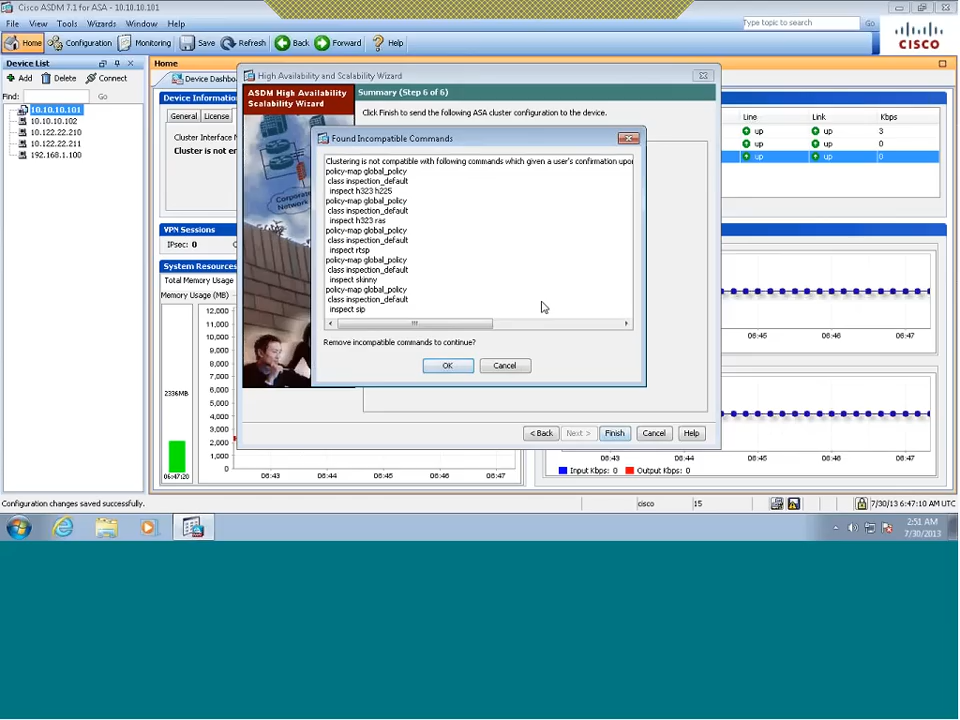 Cisco ASDM 7.1 for ASA - 10.10.10.101
File View Tools Wizards Window Help
Type topic to search Go
Home Configuration Monitoring Save Refresh Back Forward Help
CISCO
Device List
Add Delete Connect
Find: Go
10.10.10.101
10.10.10.102
10.122.22.210
10.122.22.211
192.168.1.100
Home
Device Dashbo
Device Informatio
General License
Cluster Interface M
Cluster is not en
VPN Sessions
IPsec: 0
System Resources
Total Memory Usage
Memory Usage (MB)
12,000
11,000
10,000
9,000
8,000
7,000
6,000
5,000
4,000
3,000
2,000
1,000
0
2336MB
06:47:20
06:43 06:44 06:45 06:46 06:47
High Availability and Scalability Wizard
ASDM High Availability
Scalability Wizard
Summary (Step 6 of 6)
Click Finish to send the following ASA cluster configuration to the device.
Corporate
Network
Found Incompatible Commands
Clustering is not compatible with following commands which given a user's confirmation upon
policy-map global_policy
class inspection_default
inspect h323 h225
policy-map global_policy
class inspection_default
inspect h323 ras
policy-map global_policy
class inspection_default
inspect rtsp
policy-map global_policy
class inspection_default
inspect skinny
policy-map global_policy
class inspection_default
inspect sip
Remove incompatible commands to continue?
OK Cancel
< Back Next > Finish Cancel Help
Line Link Kbps
up up 3
up up 0
up up 0
06:45 06:46 06:47
06:43 06:44 06:45 06:46 06:47
Input Kbps: 0 Output Kbps: 0
Configuration changes saved successfully.
cisco 15
7/30/13 6:47:10 AM UTC
2:51 AM
7/30/2013